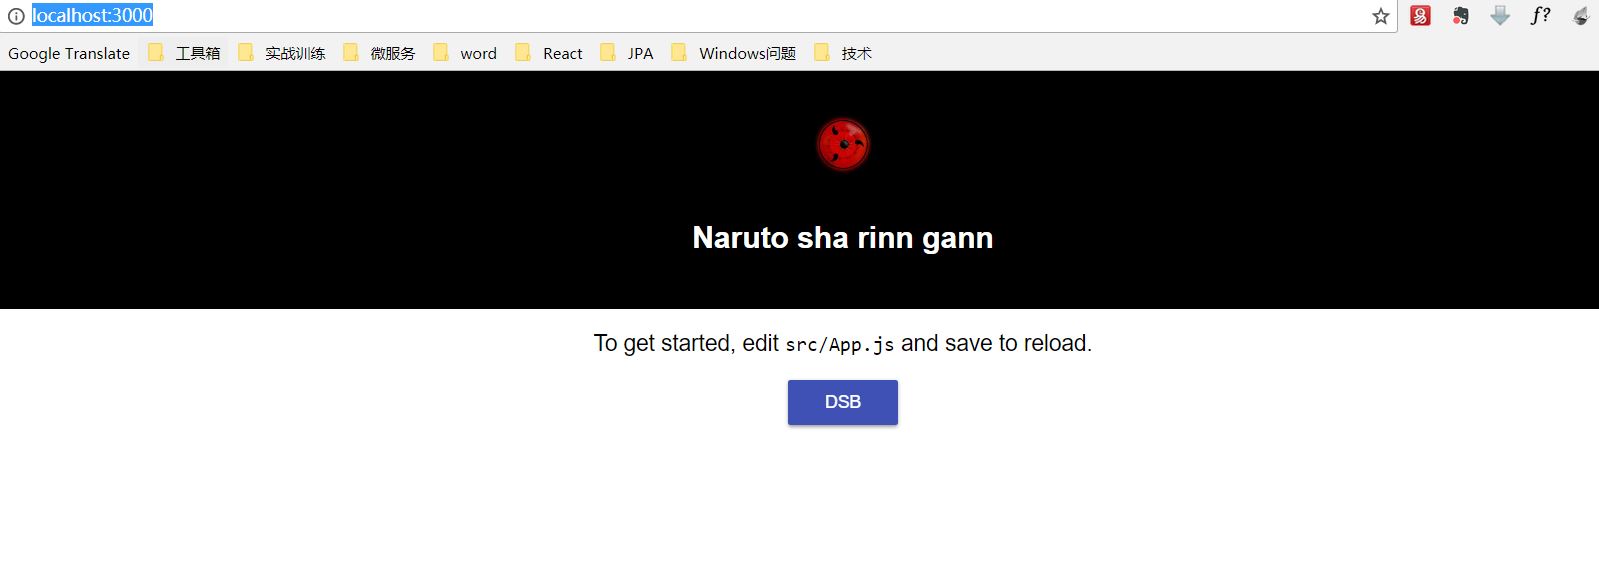 localhost:3000
f?
Google Translate 工具箱 实战训练 微服务 word React JPA Windows问题 技术
Naruto sha rinn gann
To get started, edit src/App.js and save to reload.
DSB